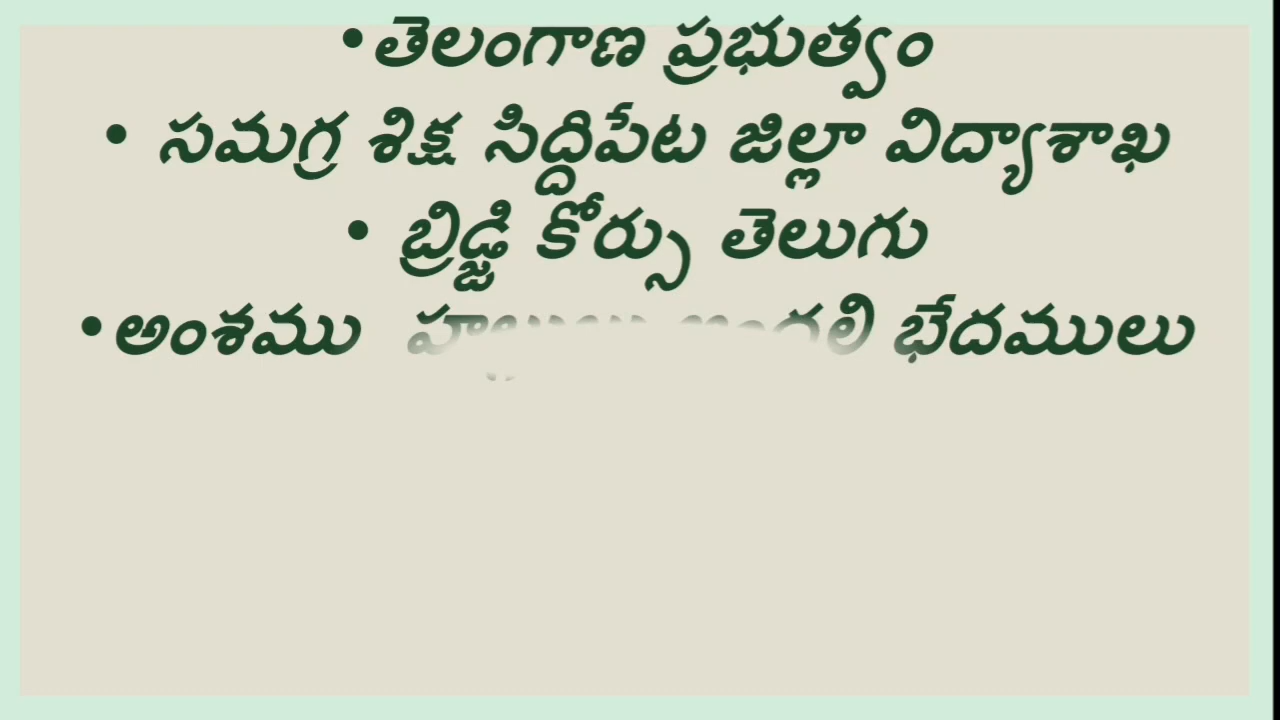 •తెలంగాణ ప్రభుత్వం
• సమగ్ర శిక్ష సిద్దిపేట జిల్లా విద్యాశాఖ
• బ్రిడ్జి కోర్సు తెలుగు
•అంశము భేదములు